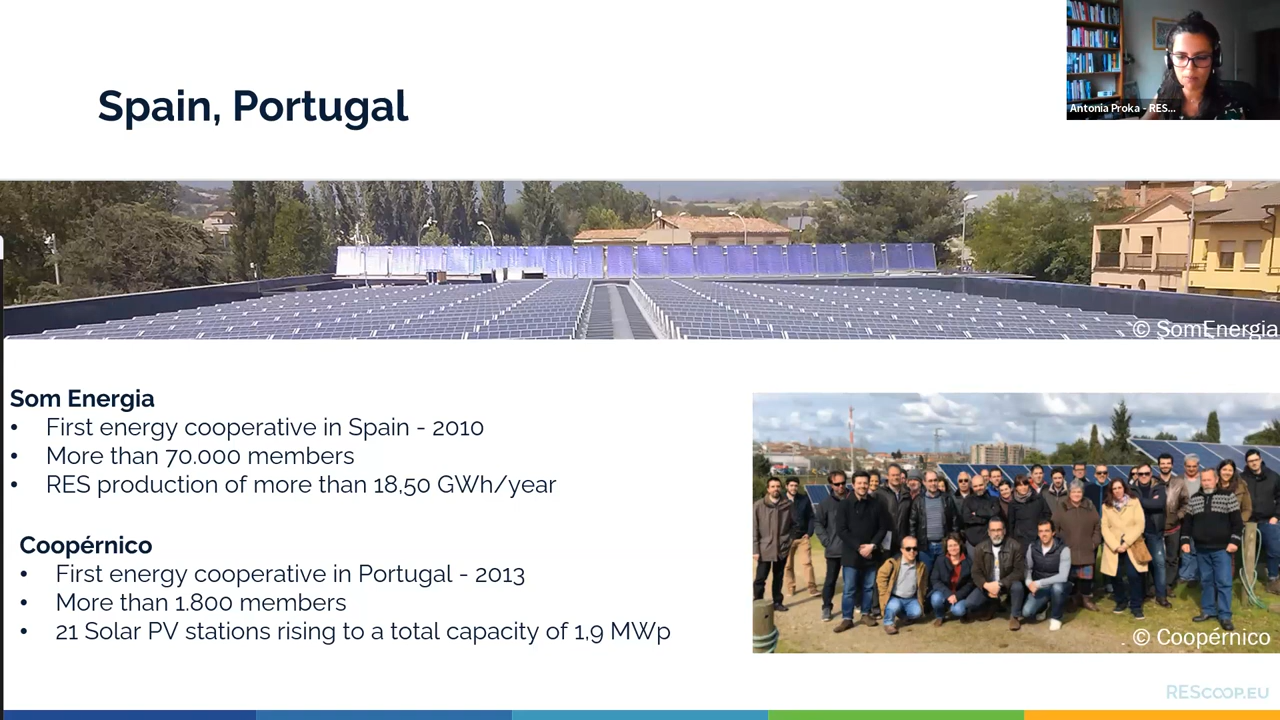 Spain, Portugal
Antonia Proka - RES...
© SomEnergia
Som Energia
• First energy cooperative in Spain - 2010
• More than 70.000 members
• RES production of more than 18,50 GWh/year
Coopérnico
• First energy cooperative in Portugal - 2013
• More than 1.800 members
• 21 Solar PV stations rising to a total capacity of 1,9 MWp
© Coopérnico
REScoop.eu